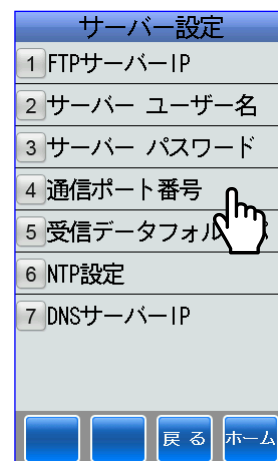 サーバー設定
1 FTPサーバーIP
2 サーバー ユーザー名
3 サーバー パスワード
4 通信ポート番号
5 受信データフォル
6 NTP設定
7 DNSサーバーIP
戻る ホーム